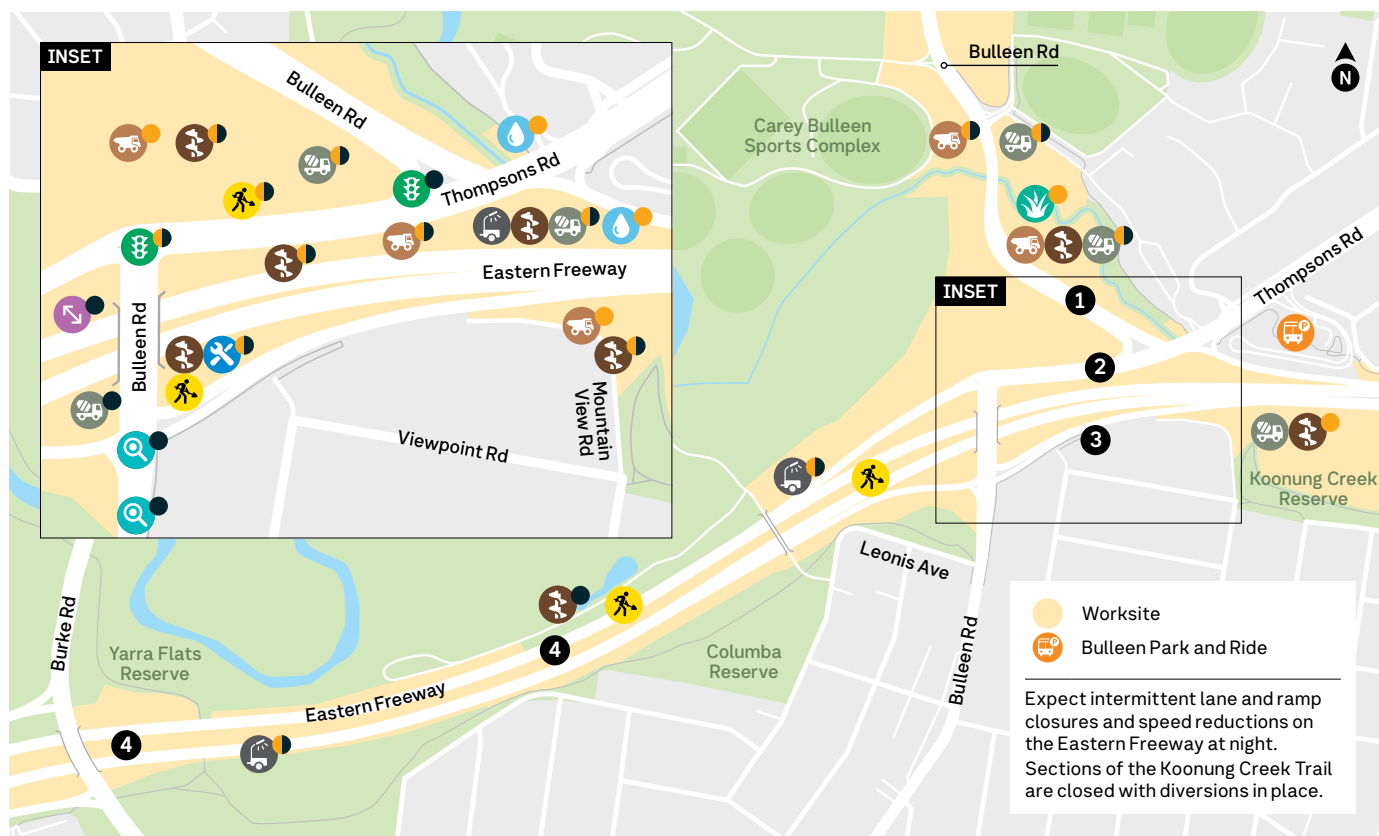 INSET
Bulleen Rd
Thompsons Rd
Eastern Freeway
Bulleen Rd
Viewpoint Rd
Mountain
View Rd
Bulleen Rd
N
Carey Bulleen
Sports Complex
Thompsons Rd
P
INSET
1
2
3
Koonung Creek
Reserve
Leonis Ave
Burke Rd
Yarra Flats
Reserve
4
Columba
Reserve
Bulleen Rd
Eastern Freeway
4
Worksite
P
Bulleen Park and Ride
Expect intermittent lane and ramp
closures and speed reductions on
the Eastern Freeway at night.
Sections of the Koonung Creek Trail
are closed with diversions in place.